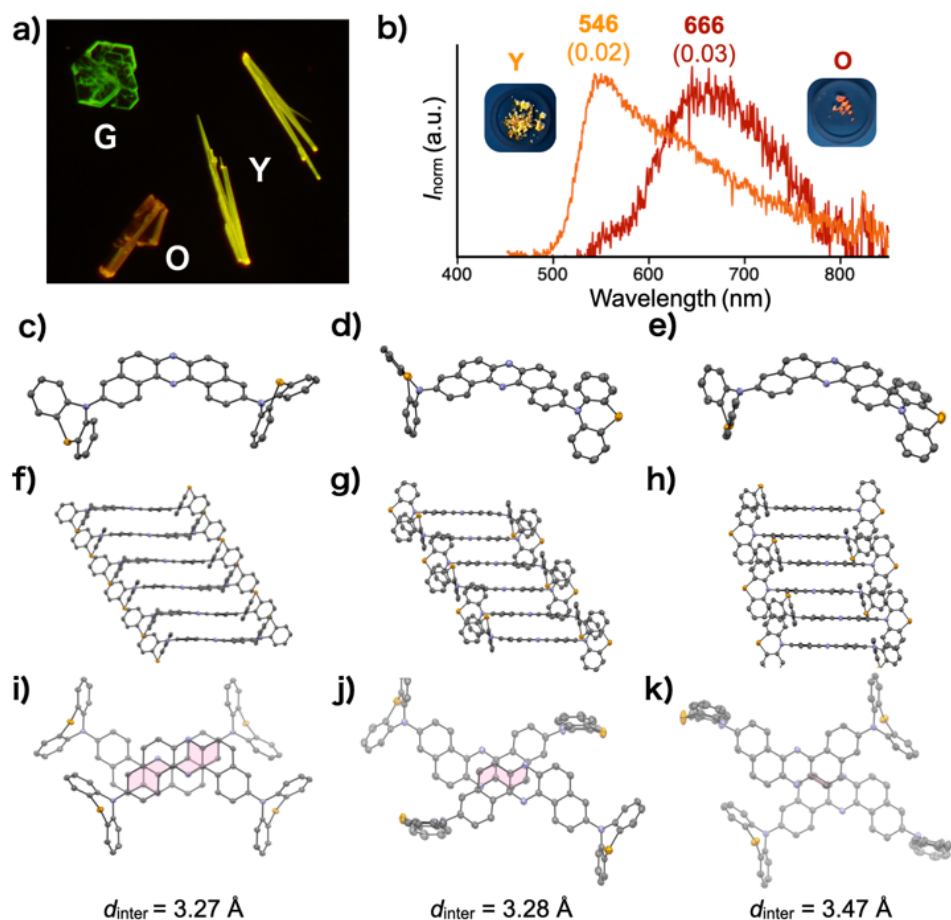 a)
G
Y
O
b)
546
(0.02)
666
(0.03)
Y
O
I_norm (a.u.)
400 500 600 700 800
Wavelength (nm)
c)
d)
e)
f)
g)
h)
i)
j)
k)
d_inter = 3.27 Å
d_inter = 3.28 Å
d_inter = 3.47 Å